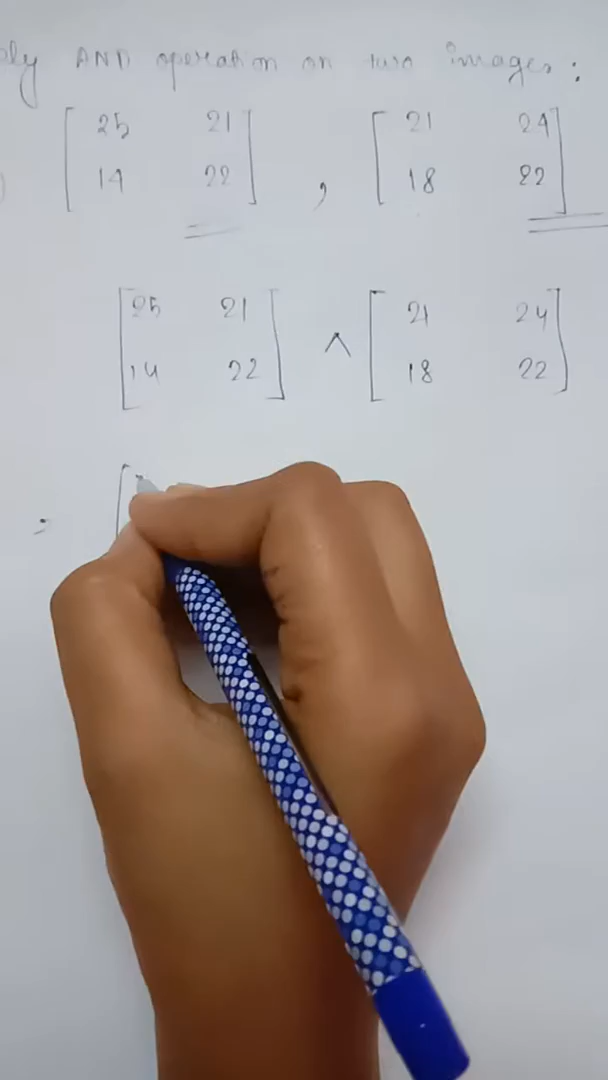 AND operation on two images:
[ 25 21 [ 21 24
14 22 ] , 18 22 ]
[ 25 21 ] ∧ [ 21 24
14 22 ] 18 22 ]